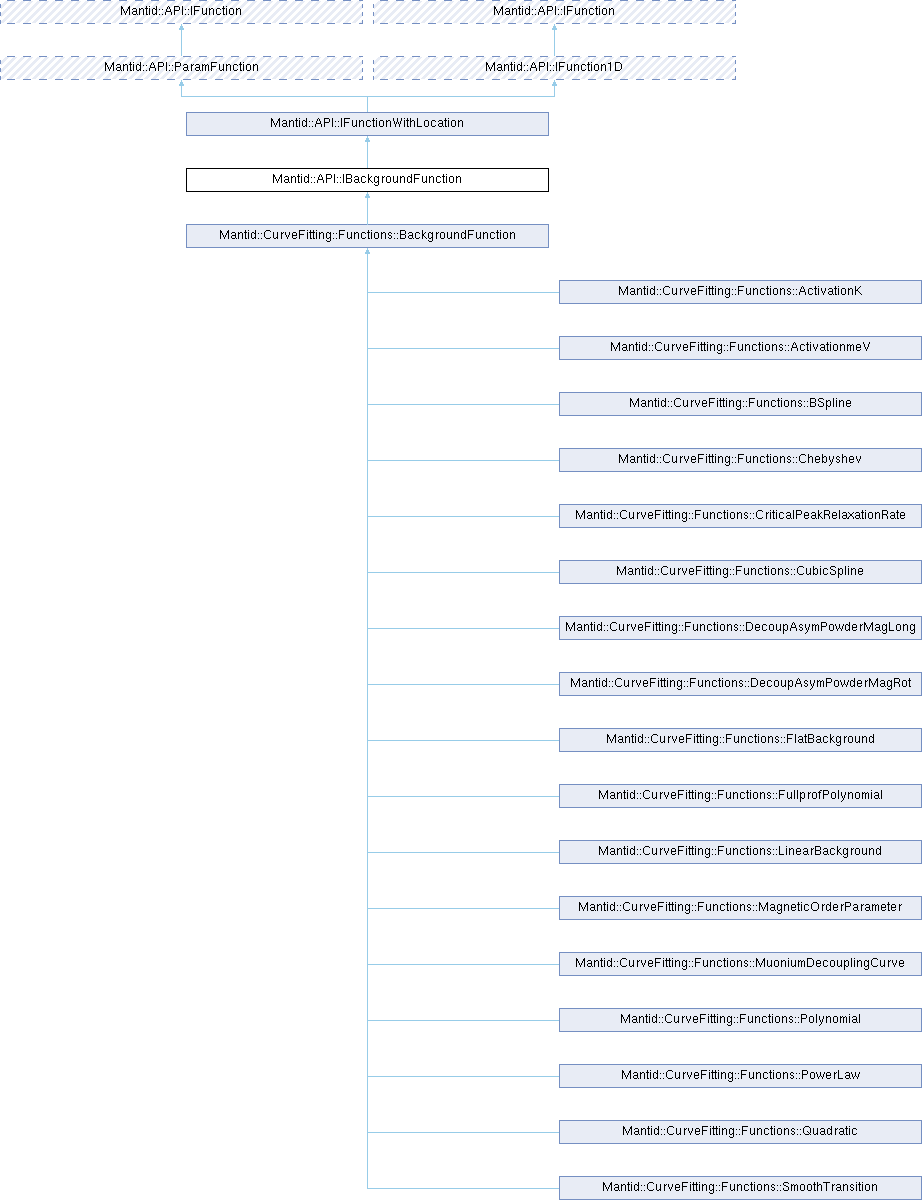 Mantid::API::IFunction
Mantid::API::IFunction
Mantid::API::ParamFunction
Mantid::API::IFunction1D
Mantid::API::IFunctionWithLocation
Mantid::API::IBackgroundFunction
Mantid::CurveFitting::Functions::BackgroundFunction
Mantid::CurveFitting::Functions::ActivationK
Mantid::CurveFitting::Functions::ActivationmeV
Mantid::CurveFitting::Functions::BSpline
Mantid::CurveFitting::Functions::Chebyshev
Mantid::CurveFitting::Functions::CriticalPeakRelaxationRate
Mantid::CurveFitting::Functions::CubicSpline
Mantid::CurveFitting::Functions::DecoupAsymPowderMagLong
Mantid::CurveFitting::Functions::DecoupAsymPowderMagRot
Mantid::CurveFitting::Functions::FlatBackground
Mantid::CurveFitting::Functions::FullprofPolynomial
Mantid::CurveFitting::Functions::LinearBackground
Mantid::CurveFitting::Functions::MagneticOrderParameter
Mantid::CurveFitting::Functions::MuoniumDecouplingCurve
Mantid::CurveFitting::Functions::Polynomial
Mantid::CurveFitting::Functions::PowerLaw
Mantid::CurveFitting::Functions::Quadratic
Mantid::CurveFitting::Functions::SmoothTransition